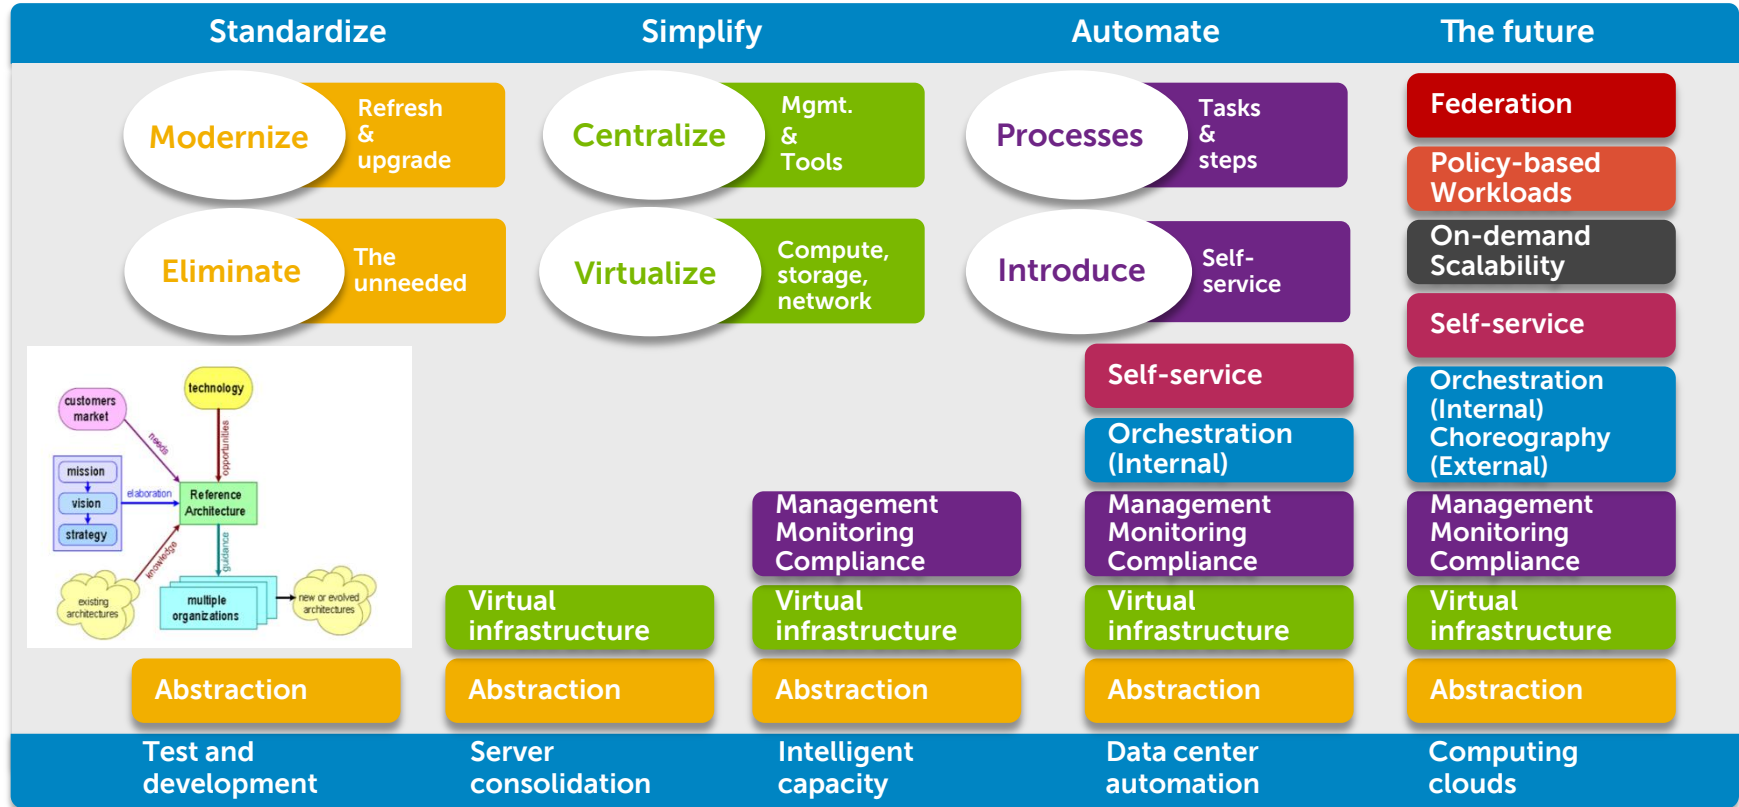 Standardize
Simplify
Automate
The future
Modernize
Refresh
&
upgrade
Centralize
Mgmt.
&
Tools
Processes
Tasks
&
steps
Federation
Policy-based
Workloads
Eliminate
The
unneeded
Virtualize
Compute,
storage,
network
Introduce
Self-
service
On-demand
Scalability
Self-service
customers
market
technology
needs
opportunities
mission
vision
strategy
elaboration
Reference
Architecture
knowledge
guidance
existing
architectures
multiple
organizations
new or evolved
architectures
Self-service
Orchestration
(Internal)
Orchestration
(Internal)
Choreography
(External)
Management
Monitoring
Compliance
Management
Monitoring
Compliance
Management
Monitoring
Compliance
Virtual
infrastructure
Virtual
infrastructure
Virtual
infrastructure
Virtual
infrastructure
Abstraction
Abstraction
Abstraction
Abstraction
Abstraction
Test and
development
Server
consolidation
Intelligent
capacity
Data center
automation
Computing
clouds